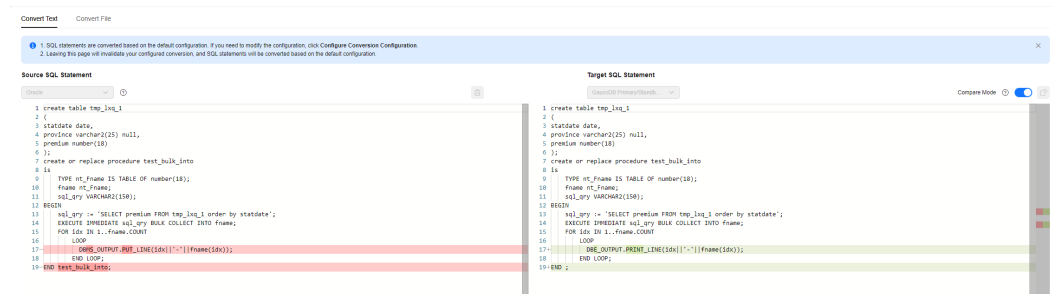 Convert Text Convert File
1. SQL statements are converted based on the default configuration. If you need to modify the configuration, click Configure Conversion Configuration.
2. Leaving this page will invalidate your configured conversion, and SQL statements will be converted based on the default configuration.
Source SQL Statement
Oracle
1 create table tmp_lxq_1
2 (
3 statdate date,
4 province varchar2(25) null,
5 premium number(18)
6 );
7 create or replace procedure test_bulk_into
8 is
9 TYPE nt_Fname IS TABLE OF number(18);
10 fname nt_Fname;
11 sql_qry VARCHAR2(150);
12 BEGIN
13 sql_qry := 'SELECT premium FROM tmp_lxq_1 order by statdate';
14 EXECUTE IMMEDIATE sql_qry BULK COLLECT INTO fname;
15 FOR idx IN 1..fname.COUNT
16 LOOP
17- DBMS_OUTPUT.PUT_LINE(idx||'-'||fname(idx));
18 END LOOP;
19-END test_bulk_into;
Target SQL Statement
GaussDB Primary/Standb...
Compare Mode
1 create table tmp_lxq_1
2 (
3 statdate date,
4 province varchar2(25) null,
5 premium number(18)
6 );
7 create or replace procedure test_bulk_into
8 is
9 TYPE nt_Fname IS TABLE OF number(18);
10 fname nt_Fname;
11 sql_qry VARCHAR2(150);
12 BEGIN
13 sql_qry := 'SELECT premium FROM tmp_lxq_1 order by statdate';
14 EXECUTE IMMEDIATE sql_qry BULK COLLECT INTO fname;
15 FOR idx IN 1..fname.COUNT
16 LOOP
17+ DBE_OUTPUT.PRINT_LINE(idx||'-'||fname(idx));
18 END LOOP;
19+END ;